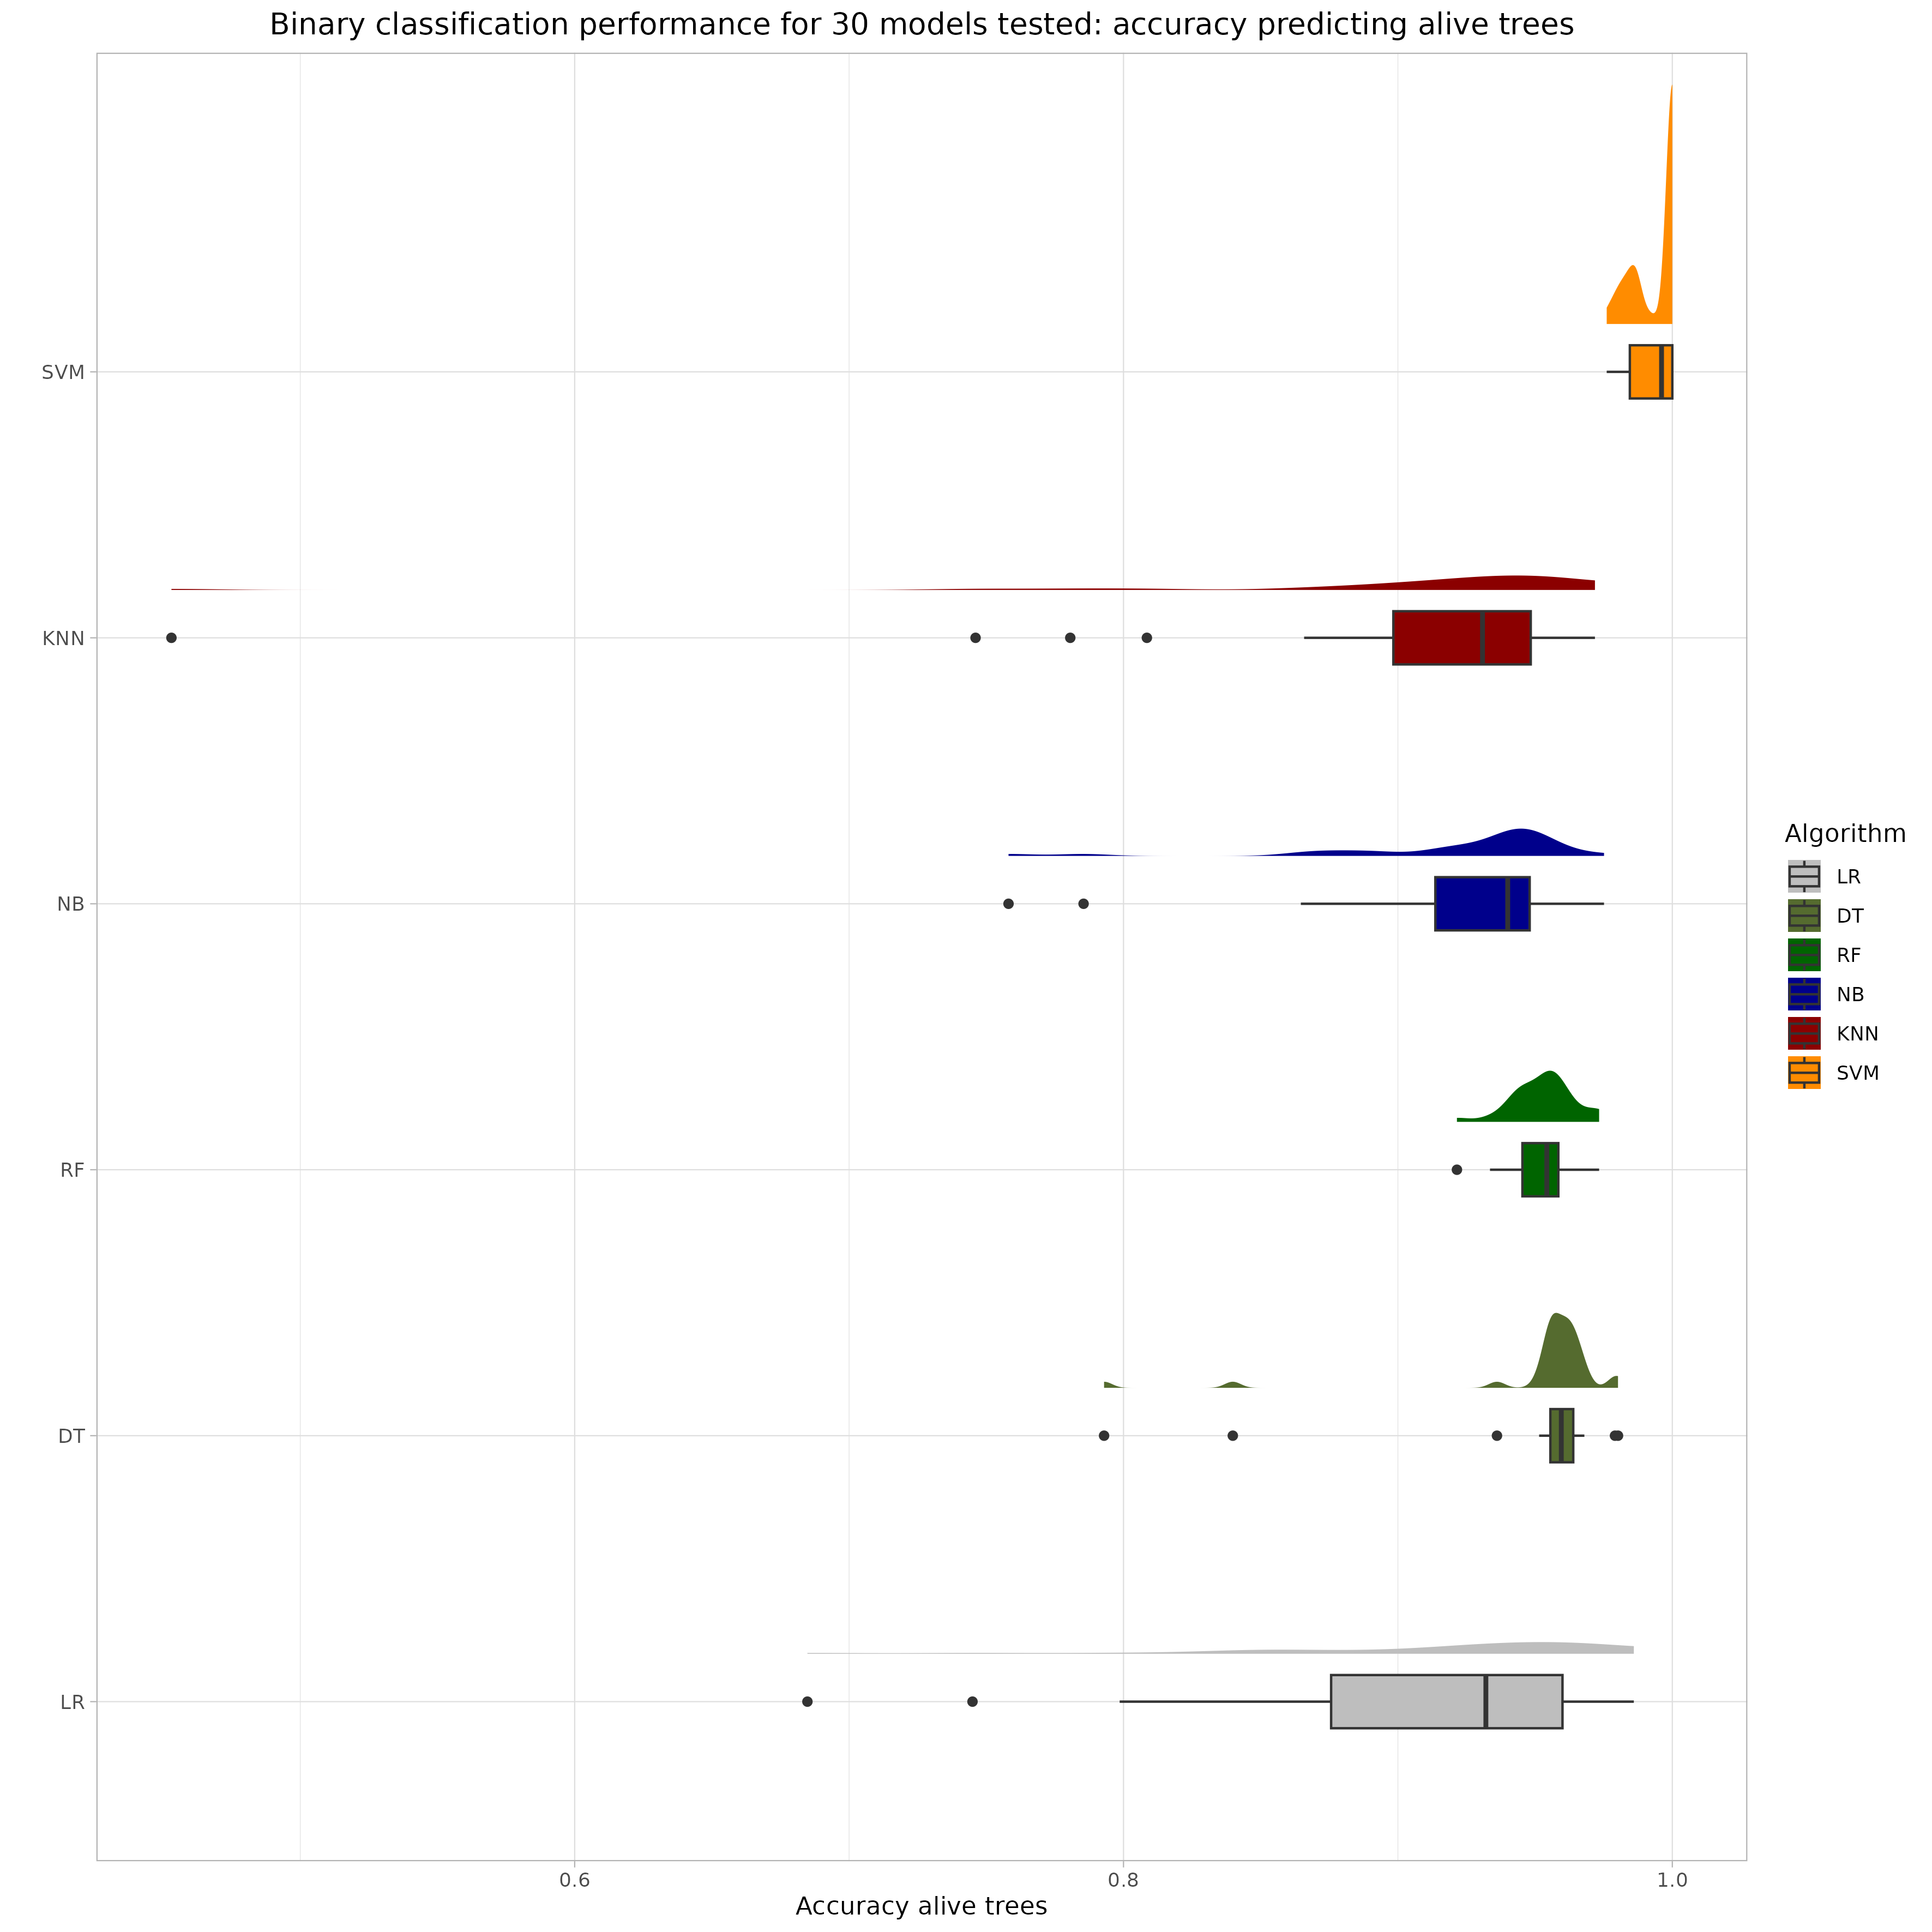 Binary classification performance for 30 models tested: accuracy predicting alive trees
SVM
KNN
NB
RF
DT
LR
0.6
0.8
1.0
Accuracy alive trees
Algorithm
LR
DT
RF
NB
KNN
SVM